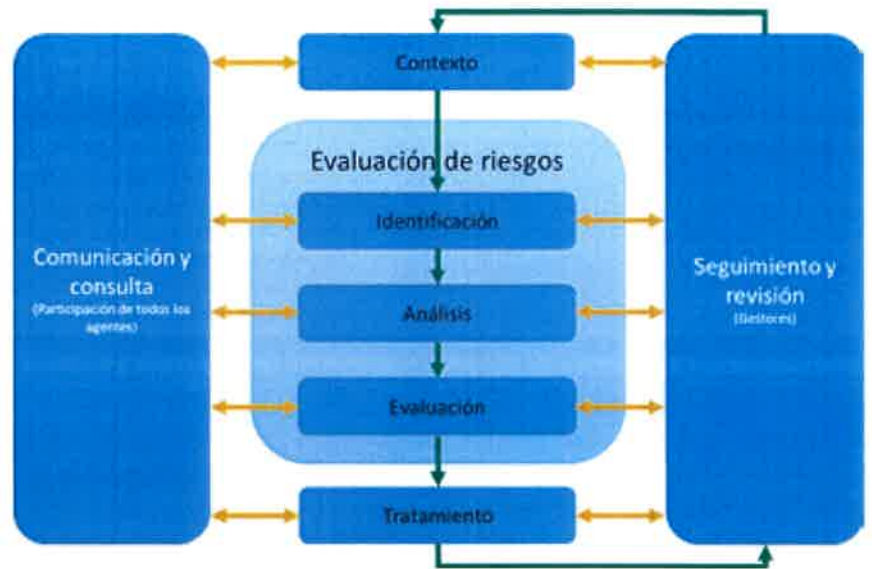 Contexto
Evaluación de riesgos
Identificación
Comunicación y
consulta
(Participación de todos los
agentes)
Análisis
Seguimiento y
revisión
(Gestores)
Evaluación
Tratamiento